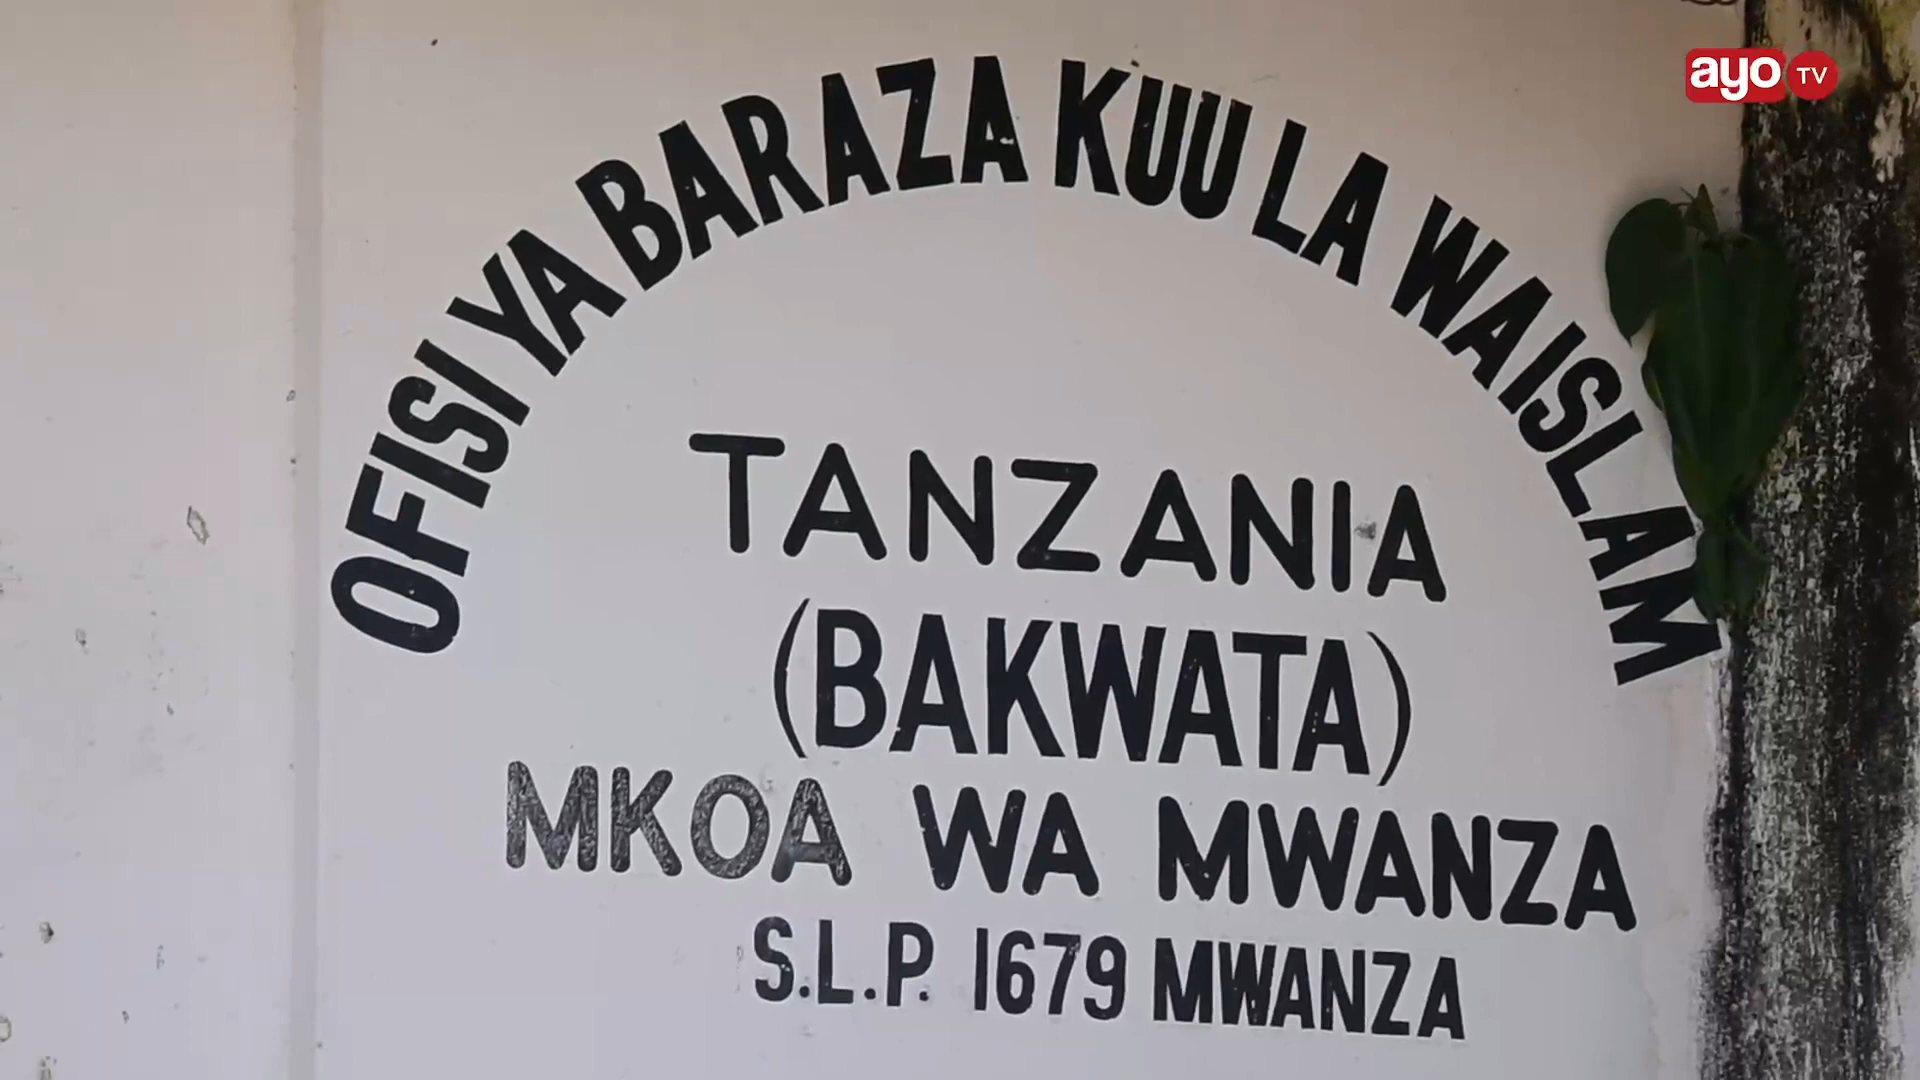 ayo TV
OFISI YA BARAZA KUU LA WAISLAM
TANZANIA
(BAKWATA)
MKOA WA MWANZA
S.L.P. 1679 MWANZA